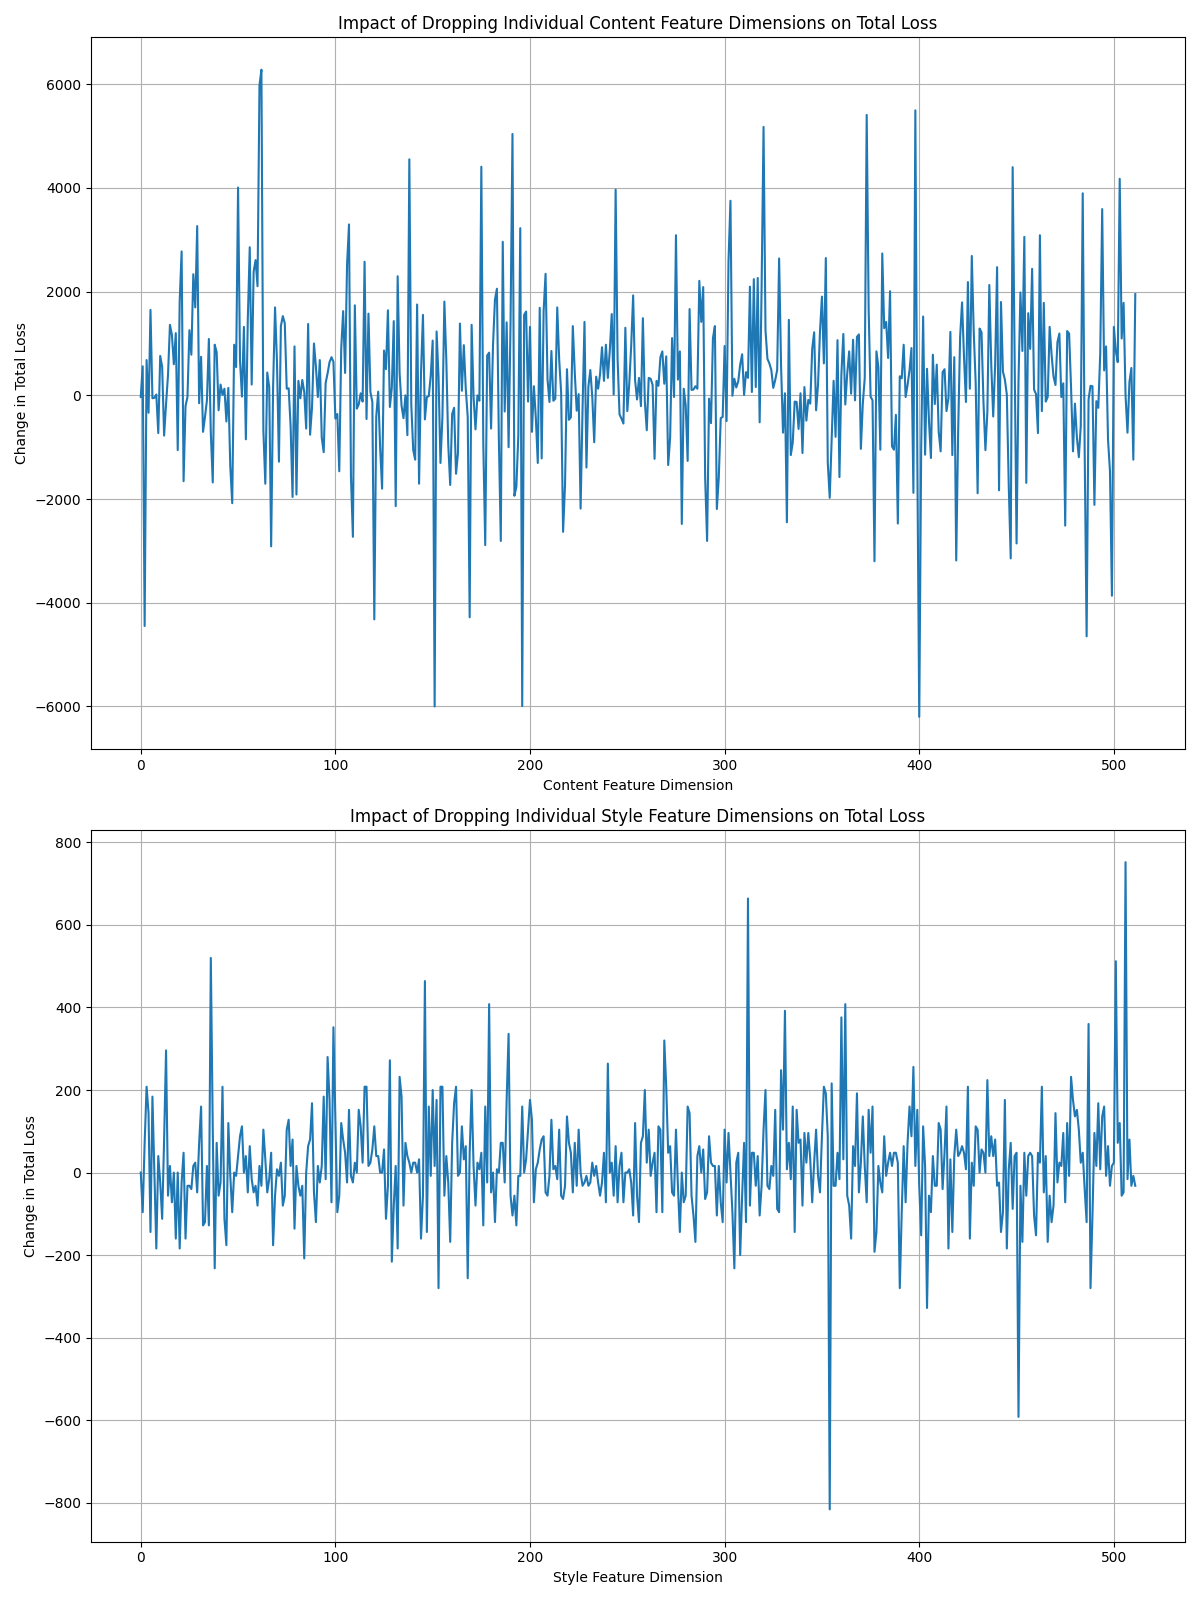 Impact of Dropping Individual Content Feature Dimensions on Total Loss
6000
4000
2000
0
−2000
−4000
−6000
Change in Total Loss
0 100 200 300 400 500
Content Feature Dimension
Impact of Dropping Individual Style Feature Dimensions on Total Loss
800
600
400
200
0
−200
−400
−600
−800
Change in Total Loss
0 100 200 300 400 500
Style Feature Dimension